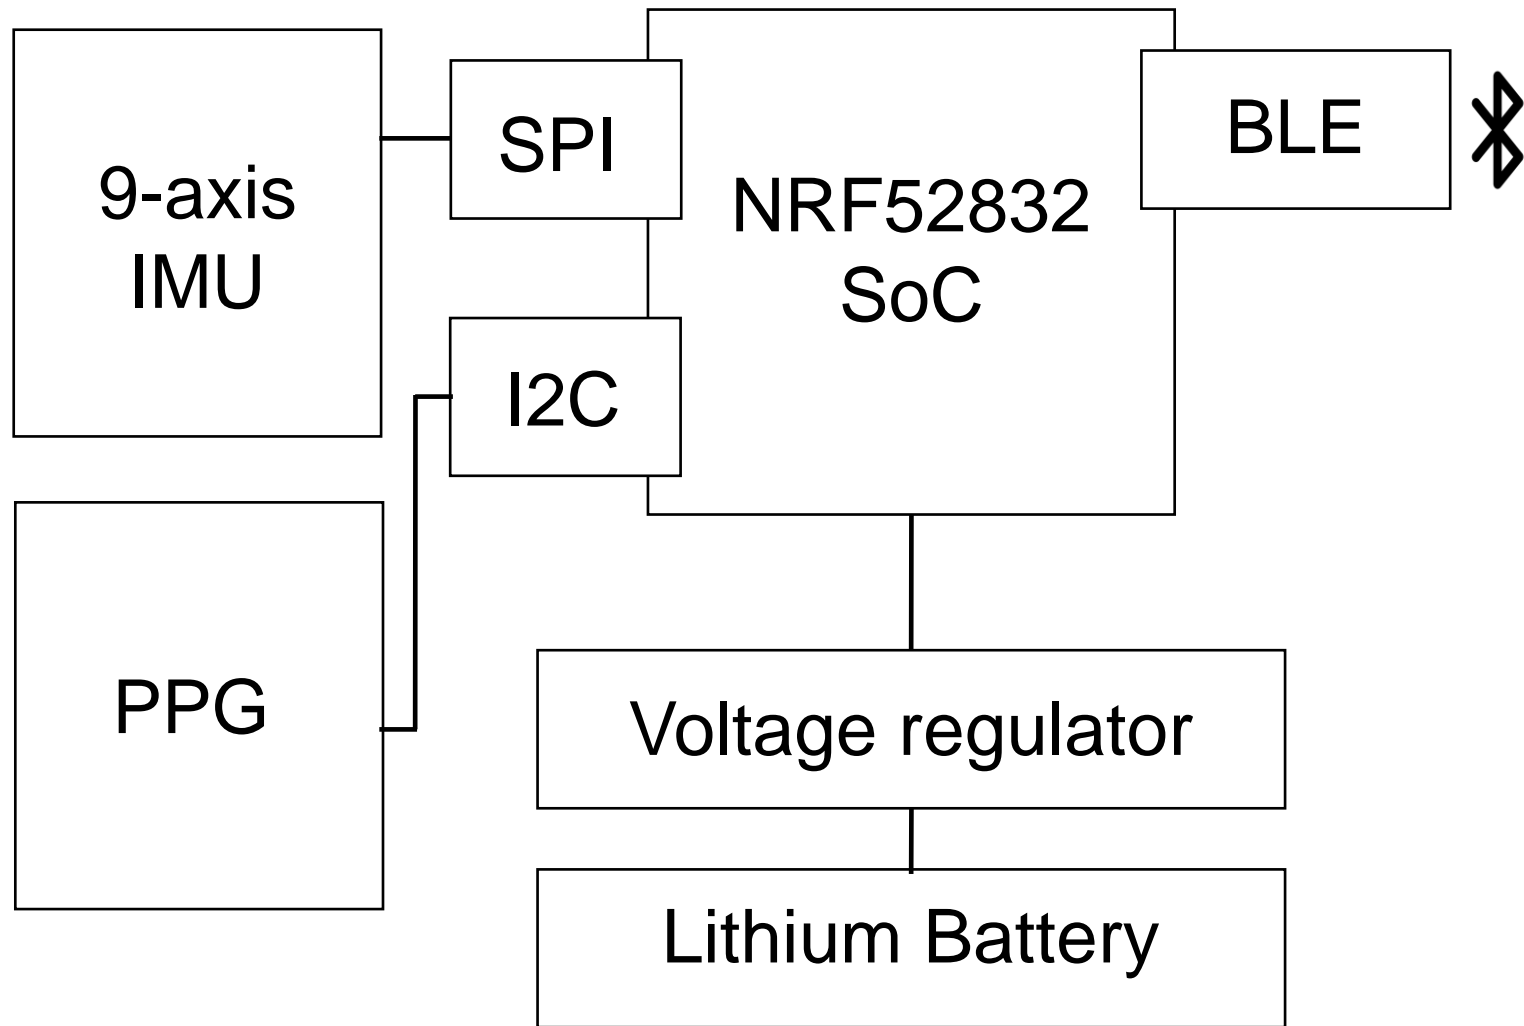 9-axis
IMU
SPI
NRF52832
SoC
BLE
I2C
PPG
Voltage regulator
Lithium Battery